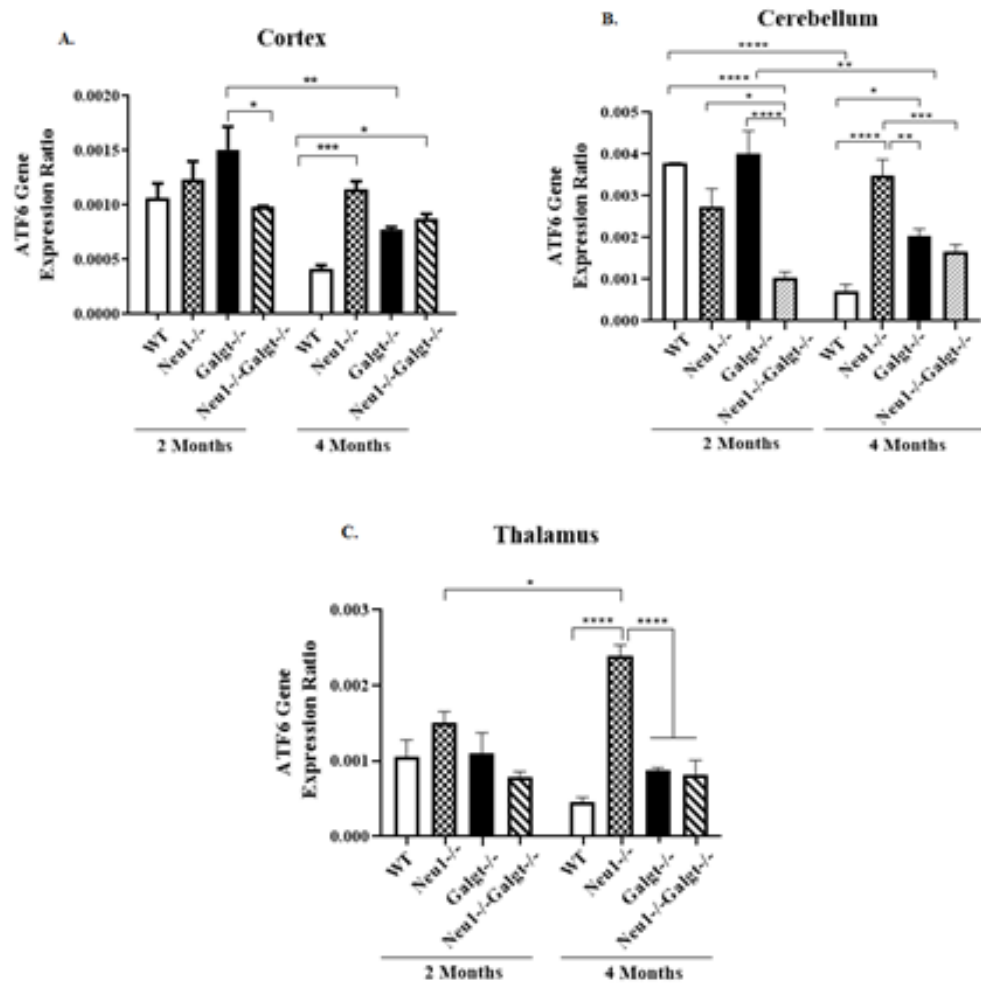 A.
Cortex
**
*
*
***
0.0020
0.0015
0.0010
0.0005
0.0000
ATF6 Gene
Expression Ratio
WT
Neu1-/-
Galgt-/-
Neu1-/-Galgt-/-
WT
Neu1-/-
Galgt-/-
Neu1-/-Galgt-/-
2 Months
4 Months
B.
Cerebellum
****
**
****
*
*
***
****
****
**
0.005
0.004
0.003
0.002
0.001
0.000
ATF6 Gene
Expression Ratio
WT
Neu1-/-
Galgt-/-
Neu1-/-Galgt-/-
WT
Neu1-/-
Galgt-/-
Neu1-/-Galgt-/-
2 Months
4 Months
C.
Thalamus
*
****
****
0.003
0.002
0.001
0.000
ATF6 Gene
Expression Ratio
WT
Neu1-/-
Galgt-/-
Neu1-/-Galgt-/-
WT
Neu1-/-
Galgt-/-
Neu1-/-Galgt-/-
2 Months
4 Months